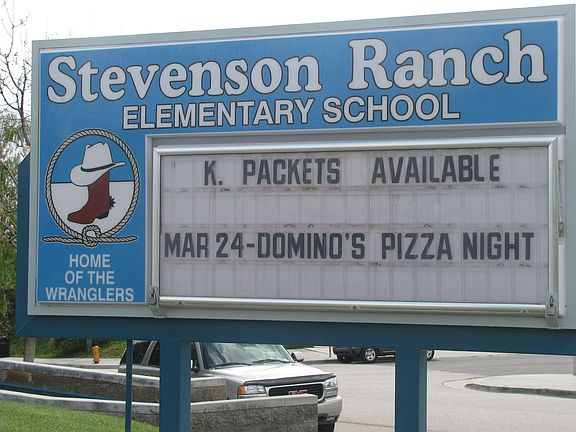 Stevenson Ranch
ELEMENTARY SCHOOL
K. PACKETS AVAILABLE
MAR 24-DOMINO'S PIZZA NIGHT
HOME
OF THE
WRANGLERS